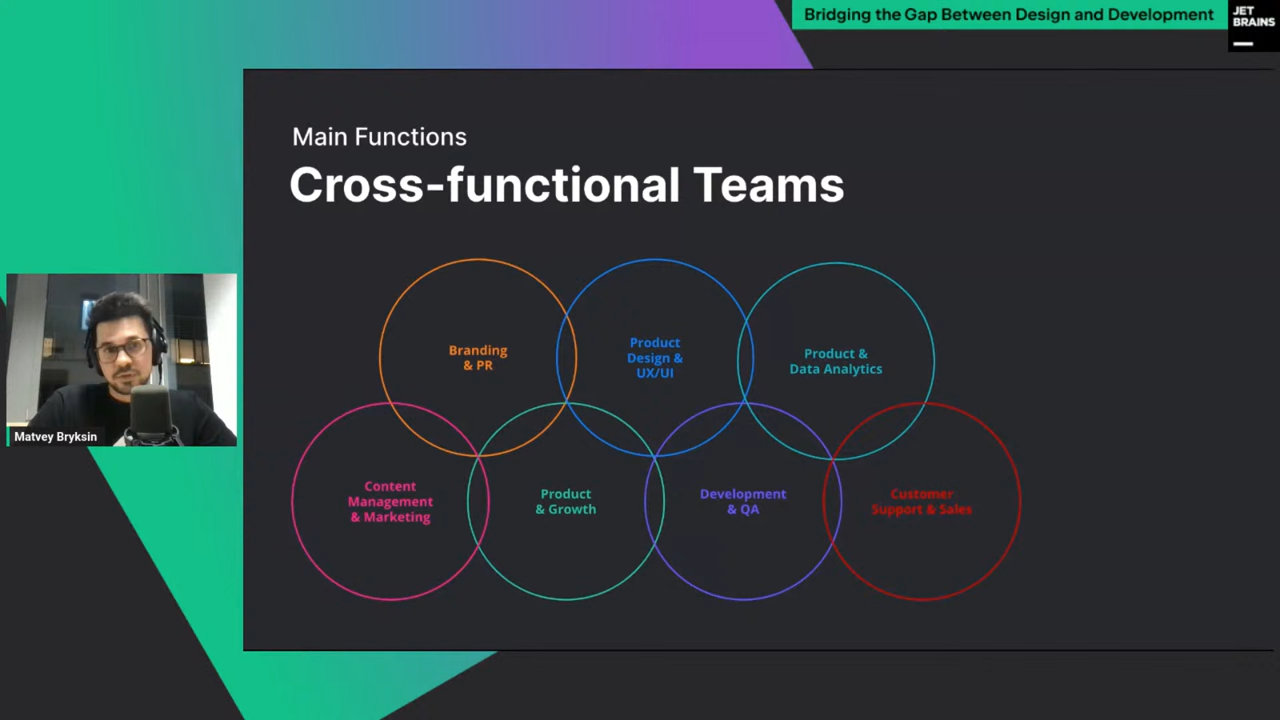 Bridging the Gap Between Design and Development
JET
BRAINS
Main Functions
Cross-functional Teams
Branding
& PR
Product
Design &
UX/UI
Product &
Data Analytics
Content
Management
& Marketing
Product
& Growth
Development
& QA
Customer
Support & Sales
Matvey Bryksin